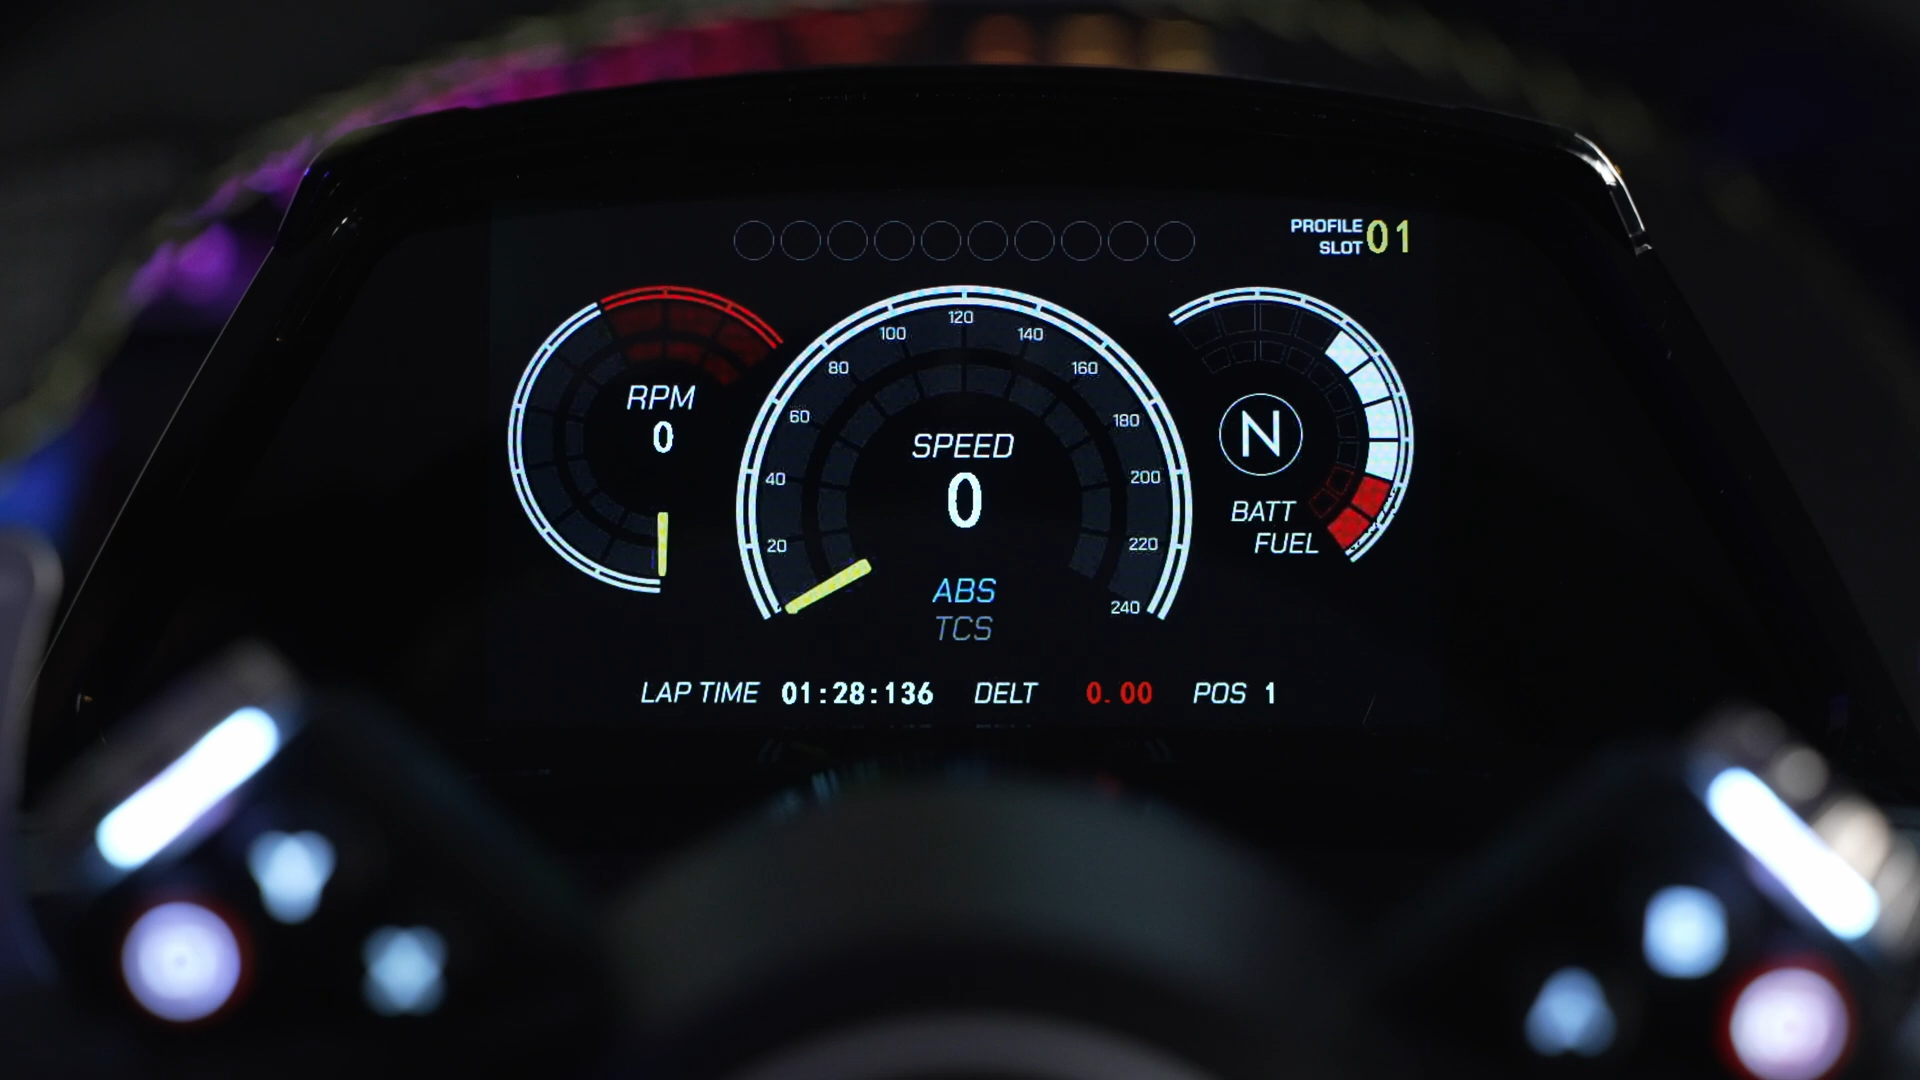 PROFILE
SLOT 01
RPM
0
20
40
60
80
100
120
140
160
180
200
220
240
SPEED
0
ABS
TCS
N
BATT
FUEL
LAP TIME 01:28:136 DELT 0.00 POS 1